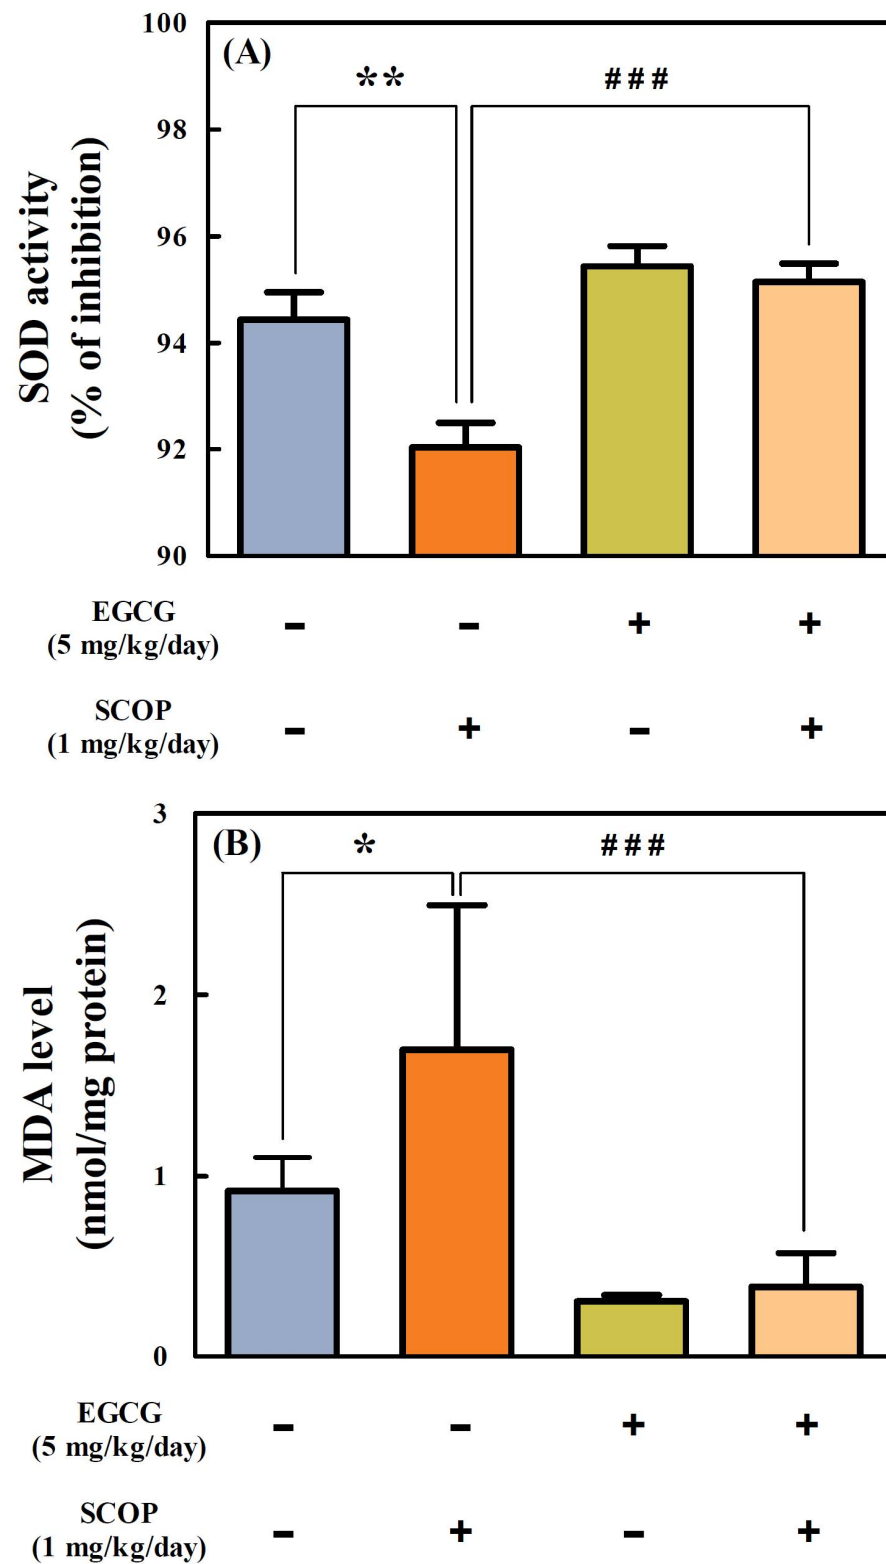 100
(A)
** ###
98
96
94
92
90
SOD activity
(% of inhibition)
EGCG
(5 mg/kg/day)
- - + +
SCOP
(1 mg/kg/day)
- + - +
3
(B)
* ###
2
1
0
MDA level
(nmol/mg protein)
EGCG
(5 mg/kg/day)
- - + +
SCOP
(1 mg/kg/day)
- + - +